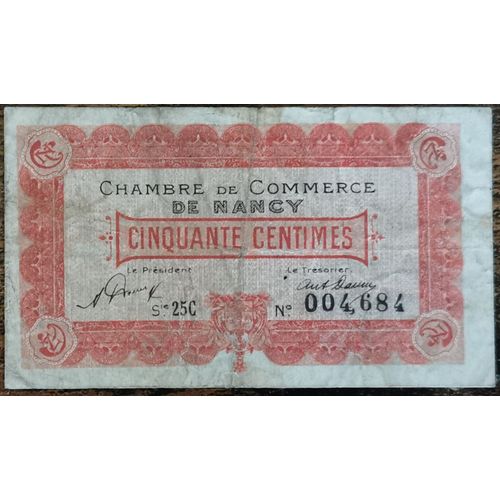 CHAMBRE DE COMMERCE
DE NANCY
CINQUANTE CENTIMES
Le Président Le Trésorier
Sie 25C No 004,684